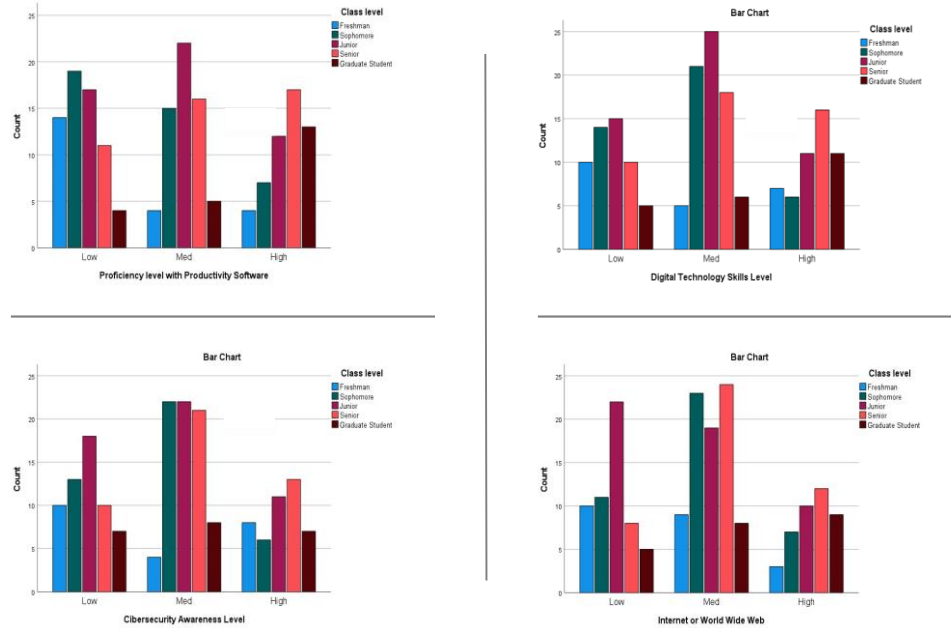 Class level
Freshman
Sophomore
Junior
Senior
Graduate Student
25
20
15
10
5
0
Count
Low Med High
Proficiency level with Productivity Software
Bar Chart
Class level
Freshman
Sophomore
Junior
Senior
Graduate Student
25
20
15
10
5
0
Count
Low Med High
Digital Technology Skills Level
Bar Chart
Class level
Freshman
Sophomore
Junior
Senior
Graduate Student
25
20
15
10
5
0
Count
Low Med High
Cibersecurity Awareness Level
Bar Chart
Class level
Freshman
Sophomore
Junior
Senior
Graduate Student
25
20
15
10
5
0
Count
Low Med High
Internet or World Wide Web